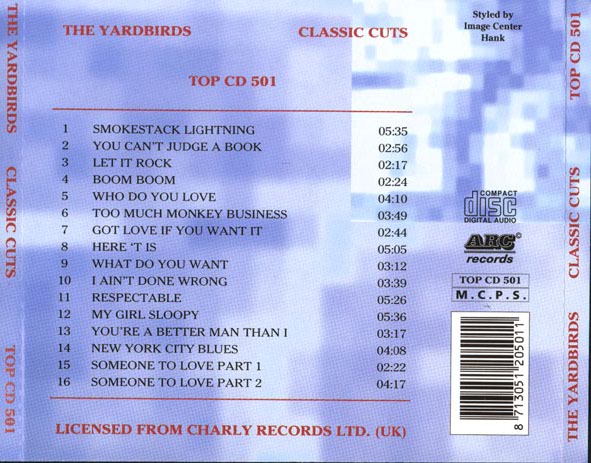 THE YARDBIRDS CLASSIC CUTS TOP CD 501
THE YARDBIRDS CLASSIC CUTS
TOP CD 501
1 SMOKESTACK LIGHTNING 05:35
2 YOU CAN'T JUDGE A BOOK 02:56
3 LET IT ROCK 02:17
4 BOOM BOOM 02:24
5 WHO DO YOU LOVE 04:10
6 TOO MUCH MONKEY BUSINESS 03:49
7 GOT LOVE IF YOU WANT IT 02:44
8 HERE 'T IS 05:05
9 WHAT DO YOU WANT 03:12
10 I AIN'T DONE WRONG 03:39
11 RESPECTABLE 05:26
12 MY GIRL SLOOPY 05:36
13 YOU'RE A BETTER MAN THAN I 03:17
14 NEW YORK CITY BLUES 04:08
15 SOMEONE TO LOVE PART 1 02:22
16 SOMEONE TO LOVE PART 2 04:17
LICENSED FROM CHARLY RECORDS LTD. (UK)
Styled by
Image Center
Hank
COMPACT
disc
DIGITAL AUDIO
ARC©
records
TOP CD 501
M.C.P.S.
8 713051 205011
THE YARDBIRDS CLASSIC CUTS TOP CD 501